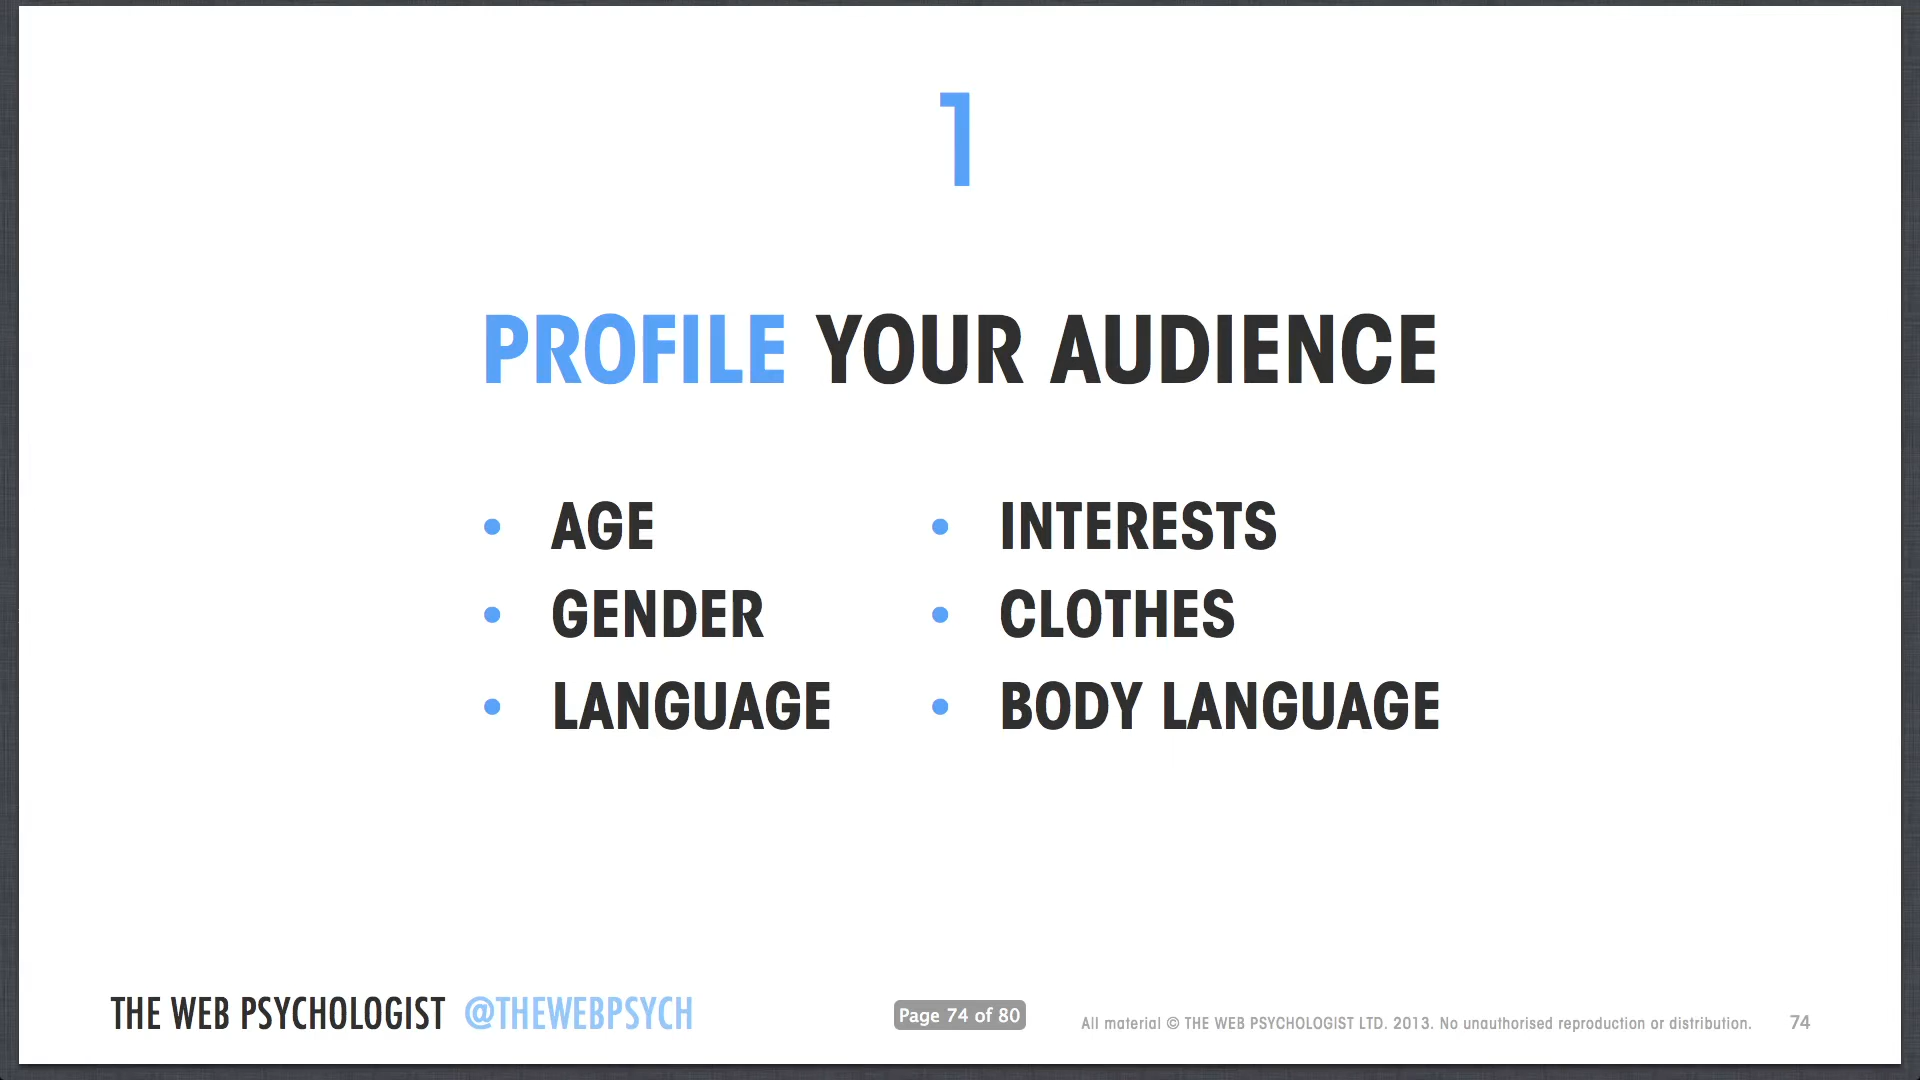 1
PROFILE YOUR AUDIENCE
• AGE
• GENDER
• LANGUAGE
• INTERESTS
• CLOTHES
• BODY LANGUAGE
THE WEB PSYCHOLOGIST @THEWEBPSYCH
Page 74 of 80
All material © THE WEB PSYCHOLOGIST LTD. 2013. No unauthorised reproduction or distribution.
74